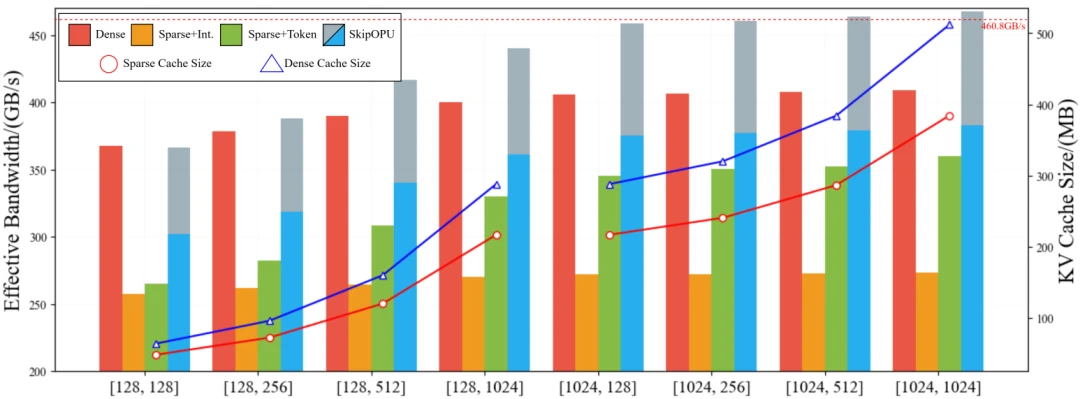 Effective Bandwidth/(GB/s)
450
400
350
300
250
200
Dense
Sparse+Int.
Sparse+Token
SkipOPU
Sparse Cache Size
Dense Cache Size
460.8GB/s
500
400
300
200
100
KV Cache Size/(MB)
[128, 128]
[128, 256]
[128, 512]
[128, 1024]
[1024, 128]
[1024, 256]
[1024, 512]
[1024, 1024]